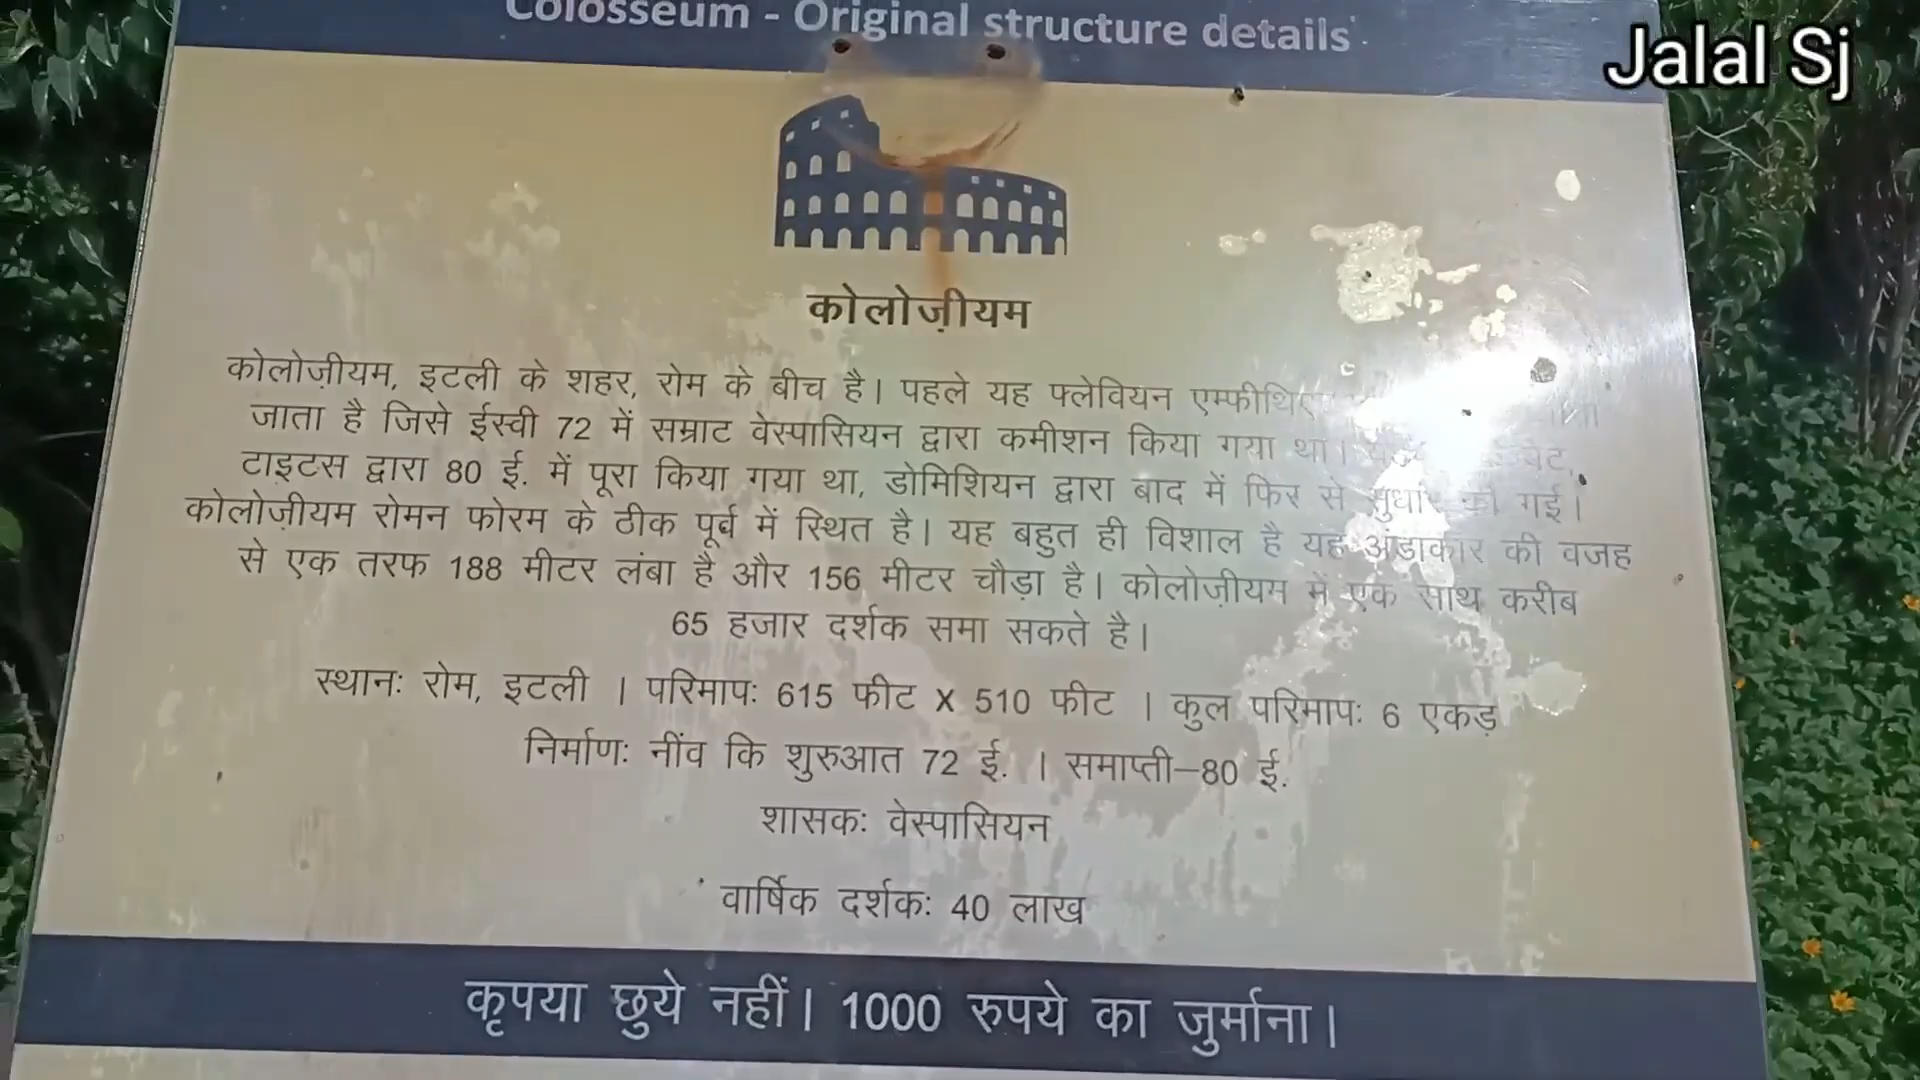 Colosseum - Original structure details
Jalal Sj
कोलोज़ीयम
कोलोज़ीयम, इटली के शहर, रोम के बीच है। पहले यह फ्लेवियन
जाता है जिसे ईस्वी 72 में सम्राट वेस्पासियन द्वारा कमीशन किया गया था।
टाइटस द्वारा 80 ई. में पूरा किया गया था, डोमिशियन द्वारा बाद में फिर से सुधार की गई।
कोलोज़ीयम रोमन फोरम के ठीक पूर्व में स्थित है। यह बहुत ही विशाल है यह अंडाकार की वजह
से एक तरफ 188 मीटर लंबा है और 156 मीटर चौड़ा है। कोलोज़ीयम में एक साथ करीब
65 हजार दर्शक समा सकते है।
स्थान: रोम, इटली । परिमाप: 615 फीट X 510 फीट । कुल परिमाप: 6 एकड़
निर्माण: नींव कि शुरुआत 72 ई. । समाप्ती–80 ई.
शासक: वेस्पासियन
वार्षिक दर्शक: 40 लाख
कृपया छुये नहीं। 1000 रुपये का जुर्माना।